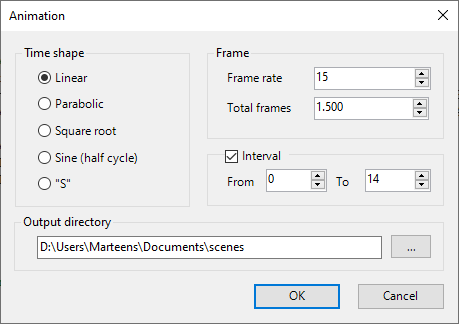 Animation
Time shape
Linear
Parabolic
Square root
Sine (half cycle)
"S"
Frame
Frame rate 15
Total frames 1.500
Interval
From 0 To 14
Output directory
D:\Users\Marteens\Documents\scenes ...
OK Cancel